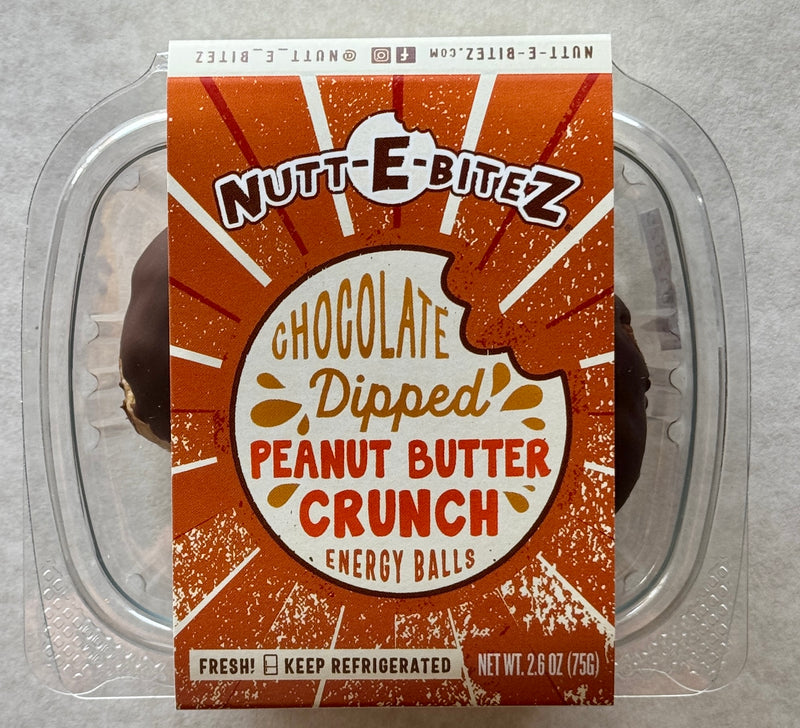 NUTT-E-BITEZ.COM @NUTT_E_BITEZ
NUTT-E-BITEZ
CHOCOLATE
Dipped
PEANUT BUTTER
CRUNCH
ENERGY BALLS
FRESH! KEEP REFRIGERATED NET WT. 2.6 OZ (75G)